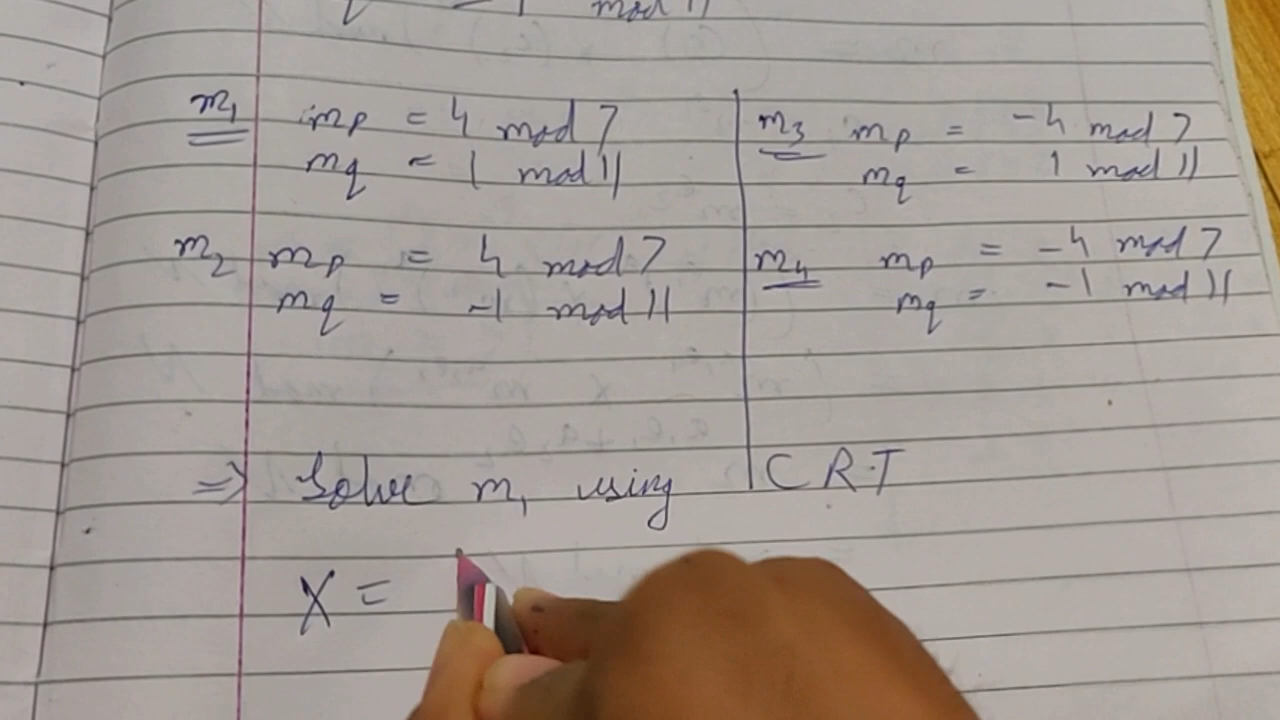 mod 11
m1 mp = 4 mod 7
mq = 1 mod 11
m2 mp = 4 mod 7
mq = -1 mod 11
m3 mp = -4 mod 7
mq = 1 mod 11
m4 mp = -4 mod 7
mq = -1 mod 11
=> Solve m1 using C R.T
X =